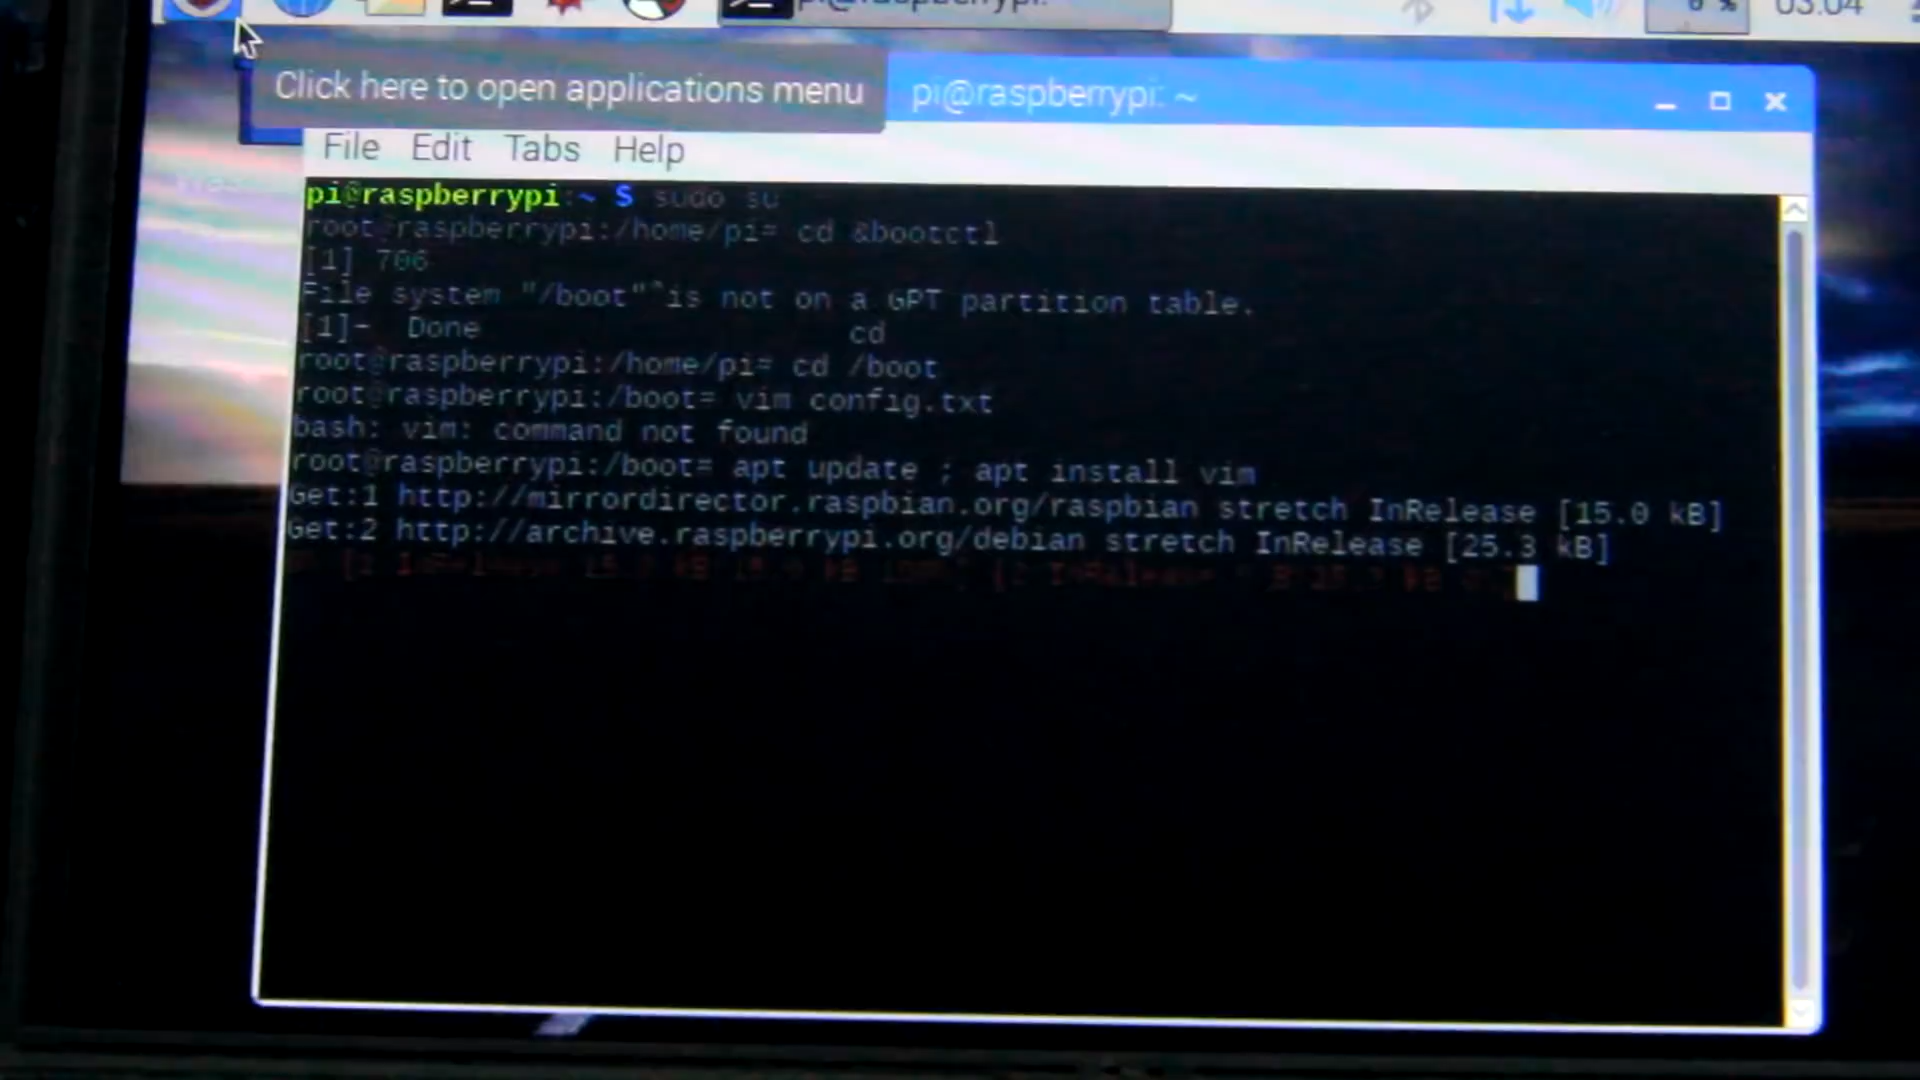 03:04
Click here to open applications menu
pi@raspberrypi: ~
File Edit Tabs Help
pi@raspberrypi:~ $ sudo su
root@raspberrypi:/home/pi# cd &bootctl
[1] 706
File system "/boot" is not on a GPT partition table.
[1]- Done cd
root@raspberrypi:/home/pi# cd /boot
root@raspberrypi:/boot# vim config.txt
bash: vim: command not found
root@raspberrypi:/boot# apt update ; apt install vim
Get:1 http://mirrordirector.raspbian.org/raspbian stretch InRelease [15.0 kB]
Get:2 http://archive.raspberrypi.org/debian stretch InRelease [25.3 kB]